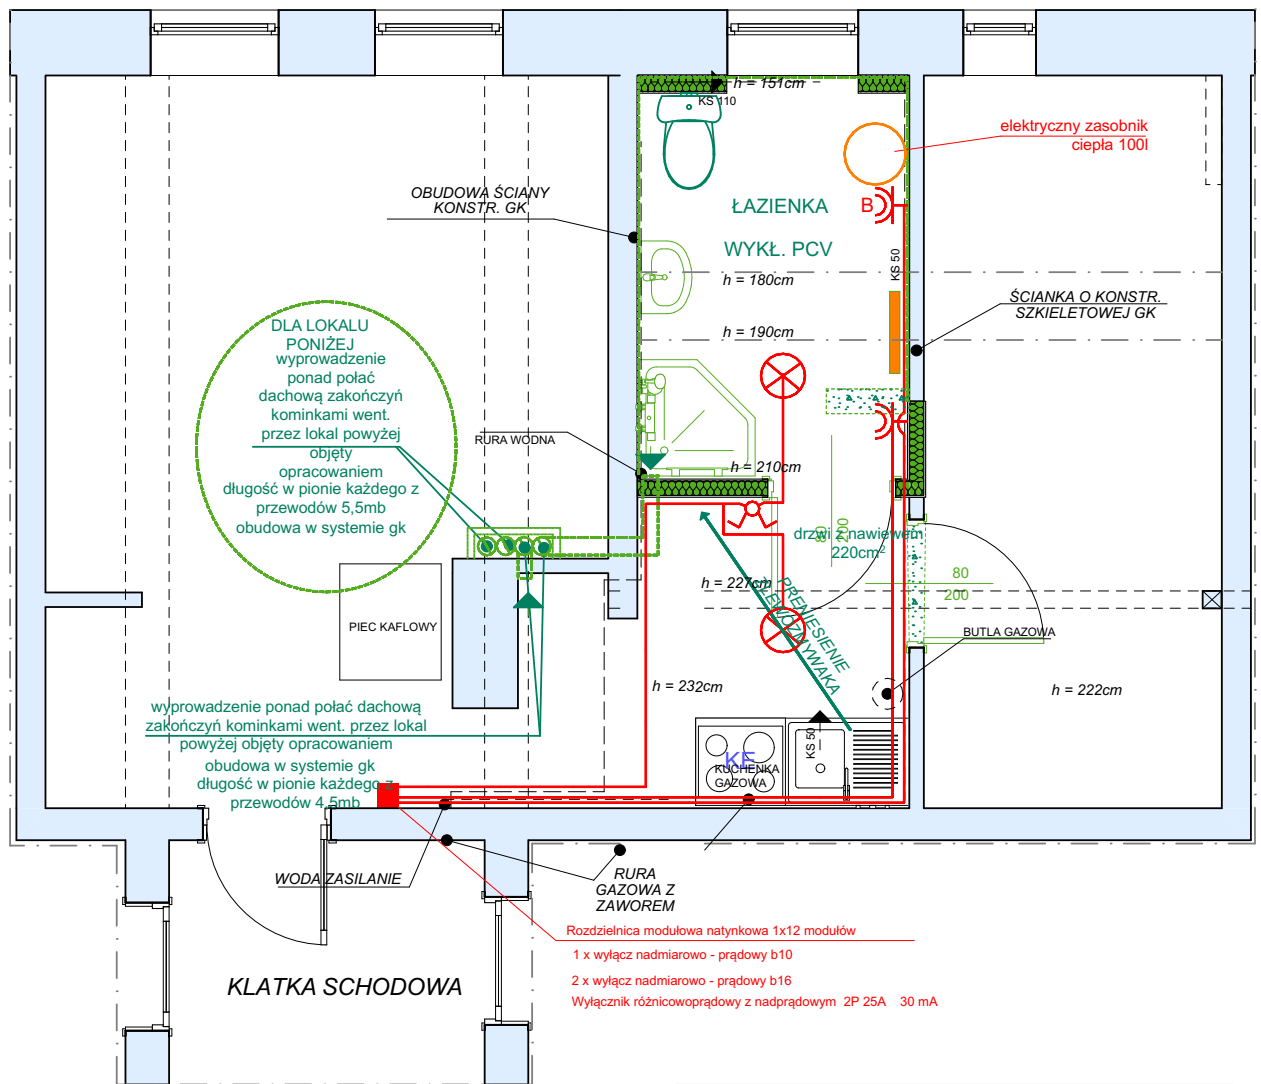 h = 151cm
KS 110
elektryczny zasobnik
ciepła 100l
OBUDOWA ŚCIANY
KONSTR. GK
ŁAZIENKA
B
WYKŁ. PCV
KS 50
h = 180cm
ŚCIANKA O KONSTR.
SZKIELETOWEJ GK
h = 190cm
DLA LOKALU
PONIŻEJ
wyprowadzenie
ponad połać
dachową zakończyń
kominkami went.
przez lokal powyżej
objęty
opracowaniem
długość w pionie każdego z
przewodów 5,5mb
obudowa w systemie gk
RURA WODNA
h = 210cm
80
200
drzwi z nawiewem
220cm²
h = 227cm
80
200
PRENIESIENIE
ZLEWOZMYWAKA
PIEC KAFLOWY
BUTLA GAZOWA
h = 232cm
h = 222cm
wyprowadzenie ponad połać dachową
zakończyń kominkami went. przez lokal
powyżej objęty opracowaniem
obudowa w systemie gk
długość w pionie każdego z
przewodów 4,5mb
KF
KUCHENKA
GAZOWA
KS 50
WODA ZASILANIE
RURA
GAZOWA Z
ZAWOREM
Rozdzielnica modułowa natynkowa 1x12 modułów
1 x wyłącz nadmiarowo - prądowy b10
2 x wyłącz nadmiarowo - prądowy b16
Wyłącznik różnicowoprądowy z nadprądowym 2P 25A 30 mA
KLATKA SCHODOWA